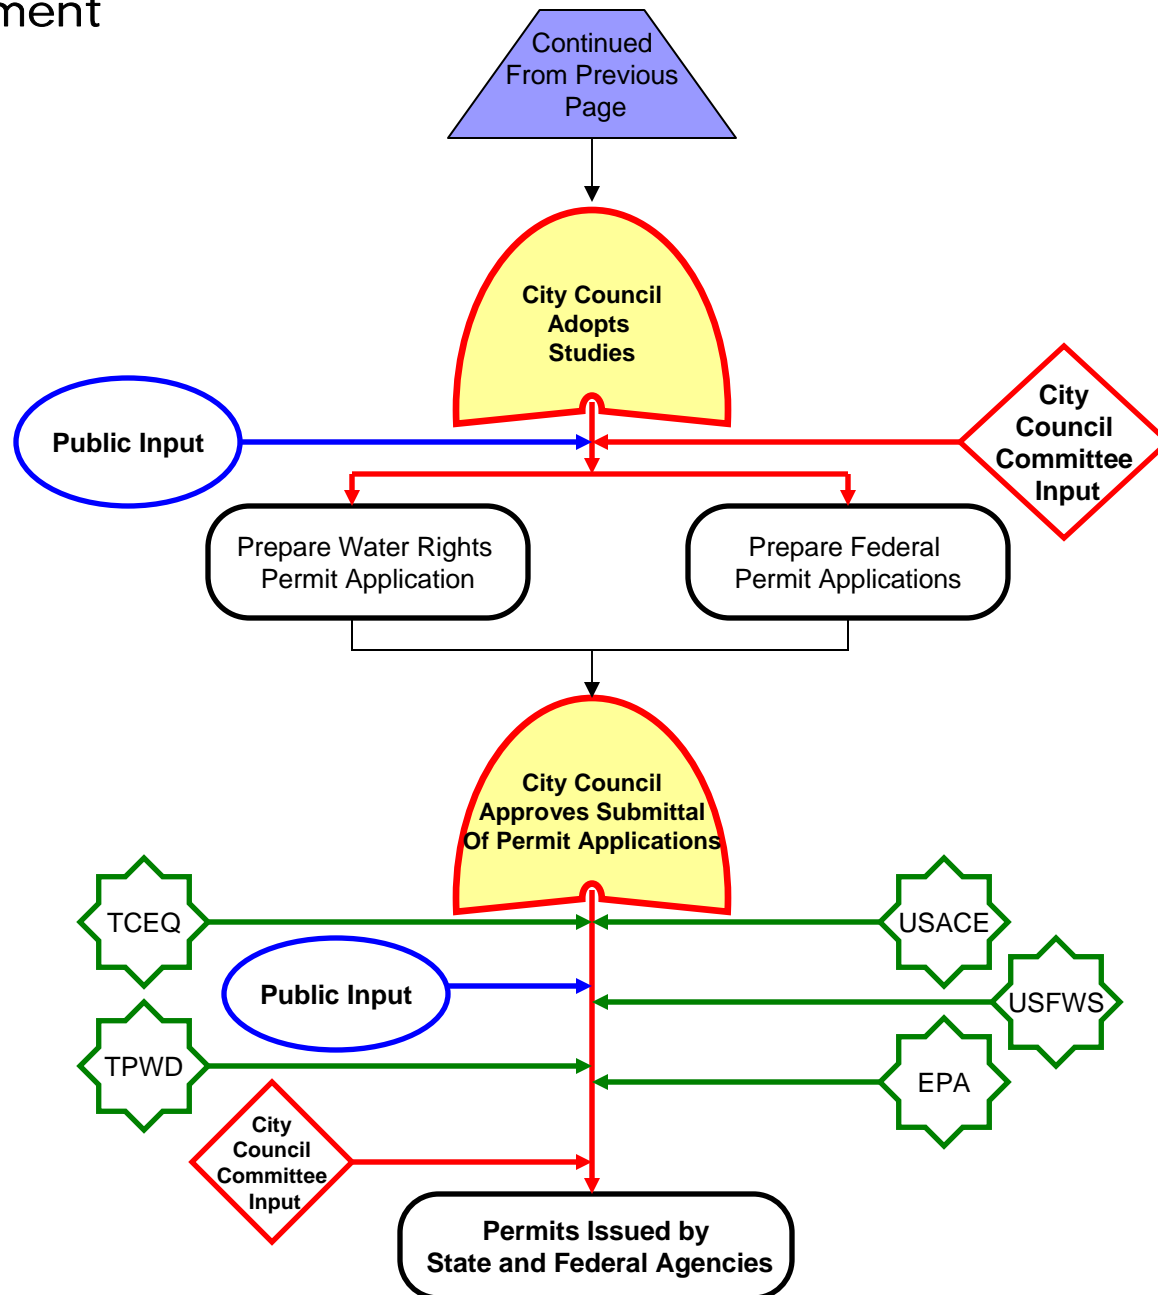 ment
Continued
From Previous
Page
City Council
Adopts
Studies
Public Input
City
Council
Committee
Input
Prepare Water Rights
Permit Application
Prepare Federal
Permit Applications
City Council
Approves Submittal
Of Permit Applications
TCEQ
USACE
Public Input
USFWS
TPWD
EPA
City
Council
Committee
Input
Permits Issued by
State and Federal Agencies